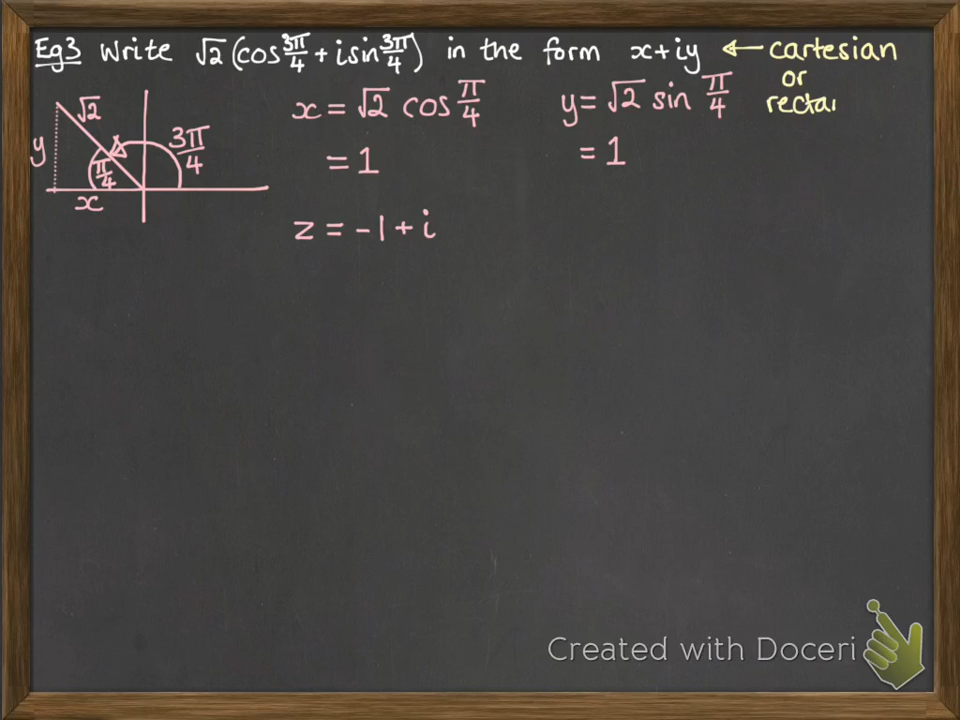 Eg3 Write √2 (cos 3π/4 + i sin 3π/4) in the form x + iy ← cartesian
or
rectan
√2
y
π/4
3π/4
x
x = √2 cos π/4
= 1
z = -1 + i
y = √2 sin π/4
= 1
Created with Doceri